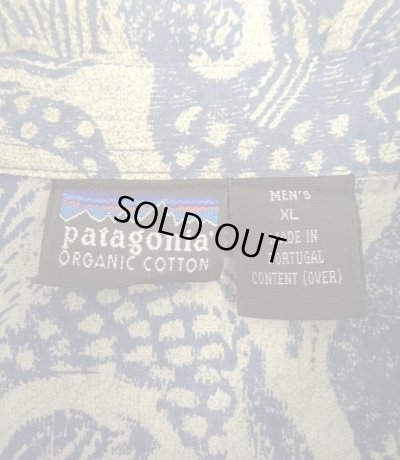 patagonia®
ORGANIC COTTON
MEN'S
XL
MADE IN
PORTUGAL
CONTENT (OVER)
SOLD OUT